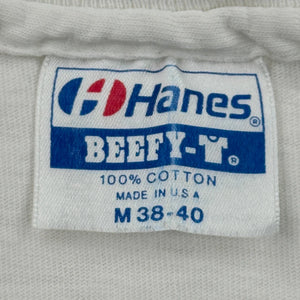 Hanes®
BEEFY-T®
100% COTTON
MADE IN U.S.A
M 38-40